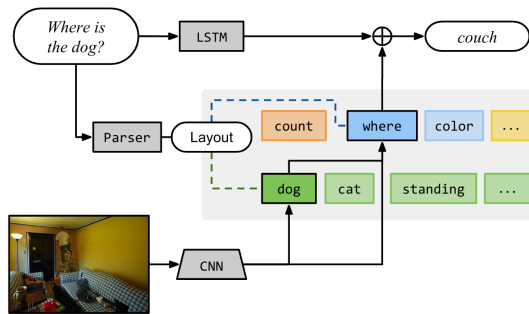 Where is
the dog?
LSTM
couch
Parser
Layout
count
where
color
...
dog
cat
standing
...
CNN